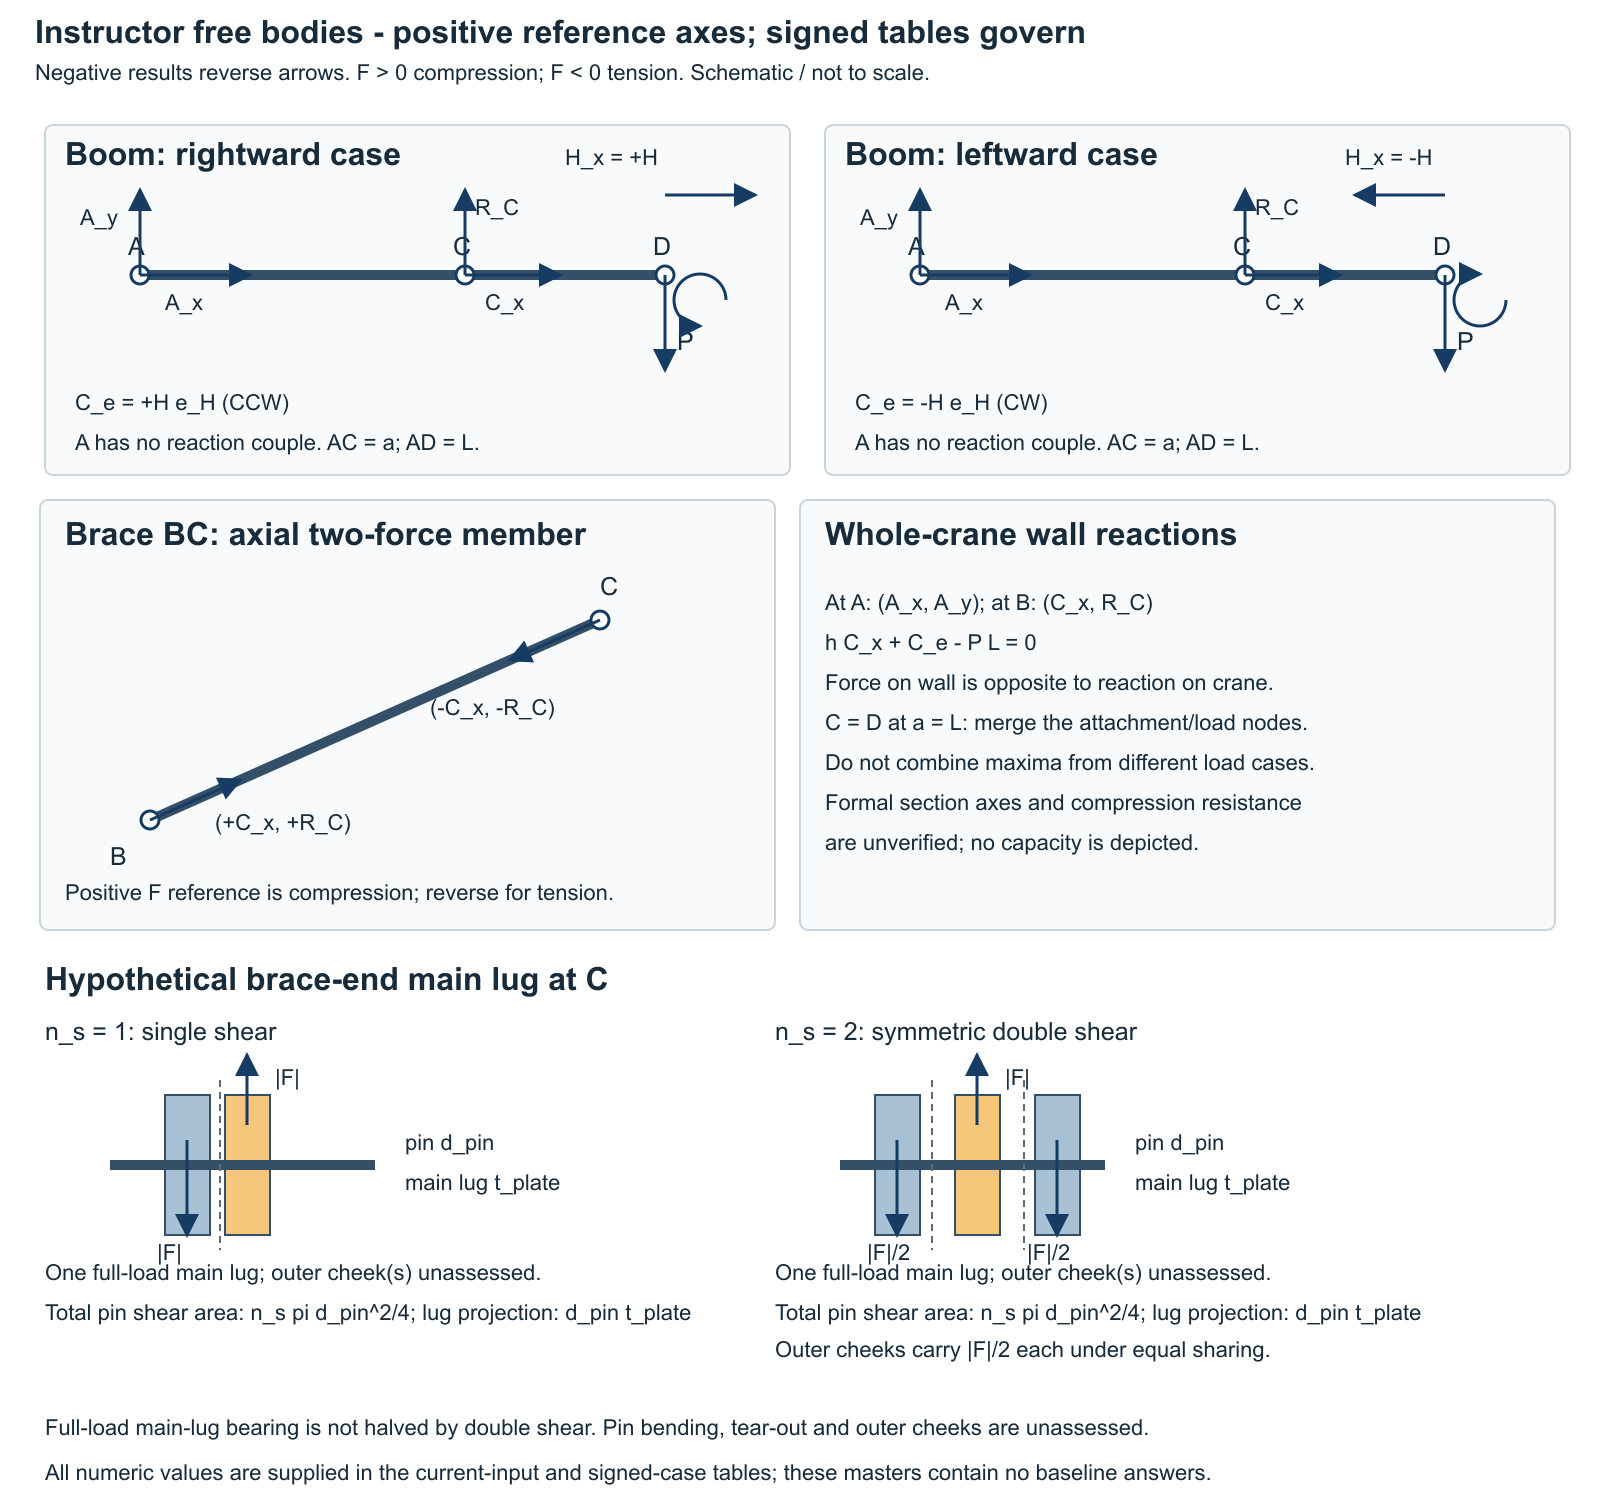 Instructor free bodies - positive reference axes; signed tables govern
Negative results reverse arrows. F > 0 compression; F < 0 tension. Schematic / not to scale.
Boom: rightward case
H_x = +H
A_y
R_C
A
C
D
A_x
C_x
P
C_e = +H e_H (CCW)
A has no reaction couple. AC = a; AD = L.
Boom: leftward case
H_x = -H
A_y
R_C
A
C
D
A_x
C_x
P
C_e = -H e_H (CW)
A has no reaction couple. AC = a; AD = L.
Brace BC: axial two-force member
C
(-C_x, -R_C)
(+C_x, +R_C)
B
Positive F reference is compression; reverse for tension.
Whole-crane wall reactions
At A: (A_x, A_y); at B: (C_x, R_C)
h C_x + C_e - P L = 0
Force on wall is opposite to reaction on crane.
C = D at a = L: merge the attachment/load nodes.
Do not combine maxima from different load cases.
Formal section axes and compression resistance
are unverified; no capacity is depicted.
Hypothetical brace-end main lug at C
n_s = 1: single shear
|F|
pin d_pin
main lug t_plate
|F|
One full-load main lug; outer cheek(s) unassessed.
Total pin shear area: n_s pi d_pin^2/4; lug projection: d_pin t_plate
n_s = 2: symmetric double shear
|F|
pin d_pin
main lug t_plate
|F|/2
|F|/2
One full-load main lug; outer cheek(s) unassessed.
Total pin shear area: n_s pi d_pin^2/4; lug projection: d_pin t_plate
Outer cheeks carry |F|/2 each under equal sharing.
Full-load main-lug bearing is not halved by double shear. Pin bending, tear-out and outer cheeks are unassessed.
All numeric values are supplied in the current-input and signed-case tables; these masters contain no baseline answers.